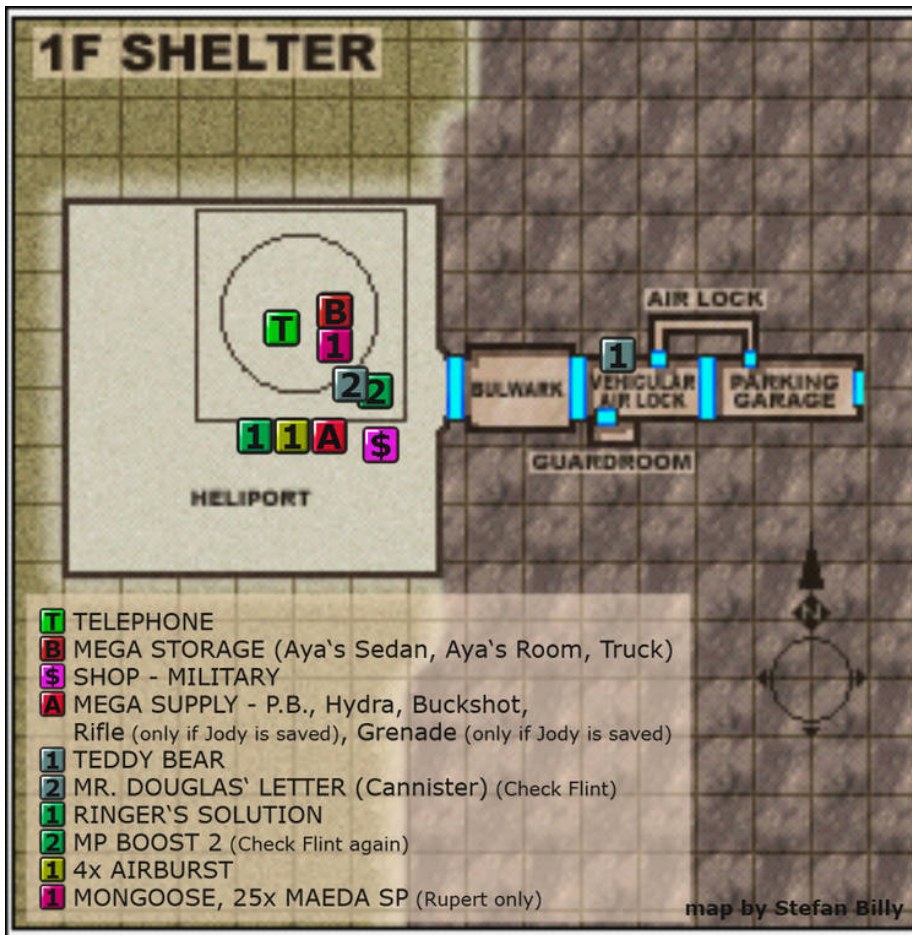 1F SHELTER
AIR LOCK
T
B
1
1
2
2
BULWARK
VEHICULAR
AIR LOCK
PARKING
GARAGE
1
1
A
$
GUARDROOM
HELIPORT
N
T TELEPHONE
B MEGA STORAGE (Aya's Sedan, Aya's Room, Truck)
$ SHOP - MILITARY
A MEGA SUPPLY - P.B., Hydra, Buckshot,
Rifle (only if Jody is saved), Grenade (only if Jody is saved)
1 TEDDY BEAR
2 MR. DOUGLAS' LETTER (Cannister) (Check Flint)
1 RINGER'S SOLUTION
2 MP BOOST 2 (Check Flint again)
1 4x AIRBURST
1 MONGOOSE, 25x MAEDA SP (Rupert only)
map by Stefan Billy